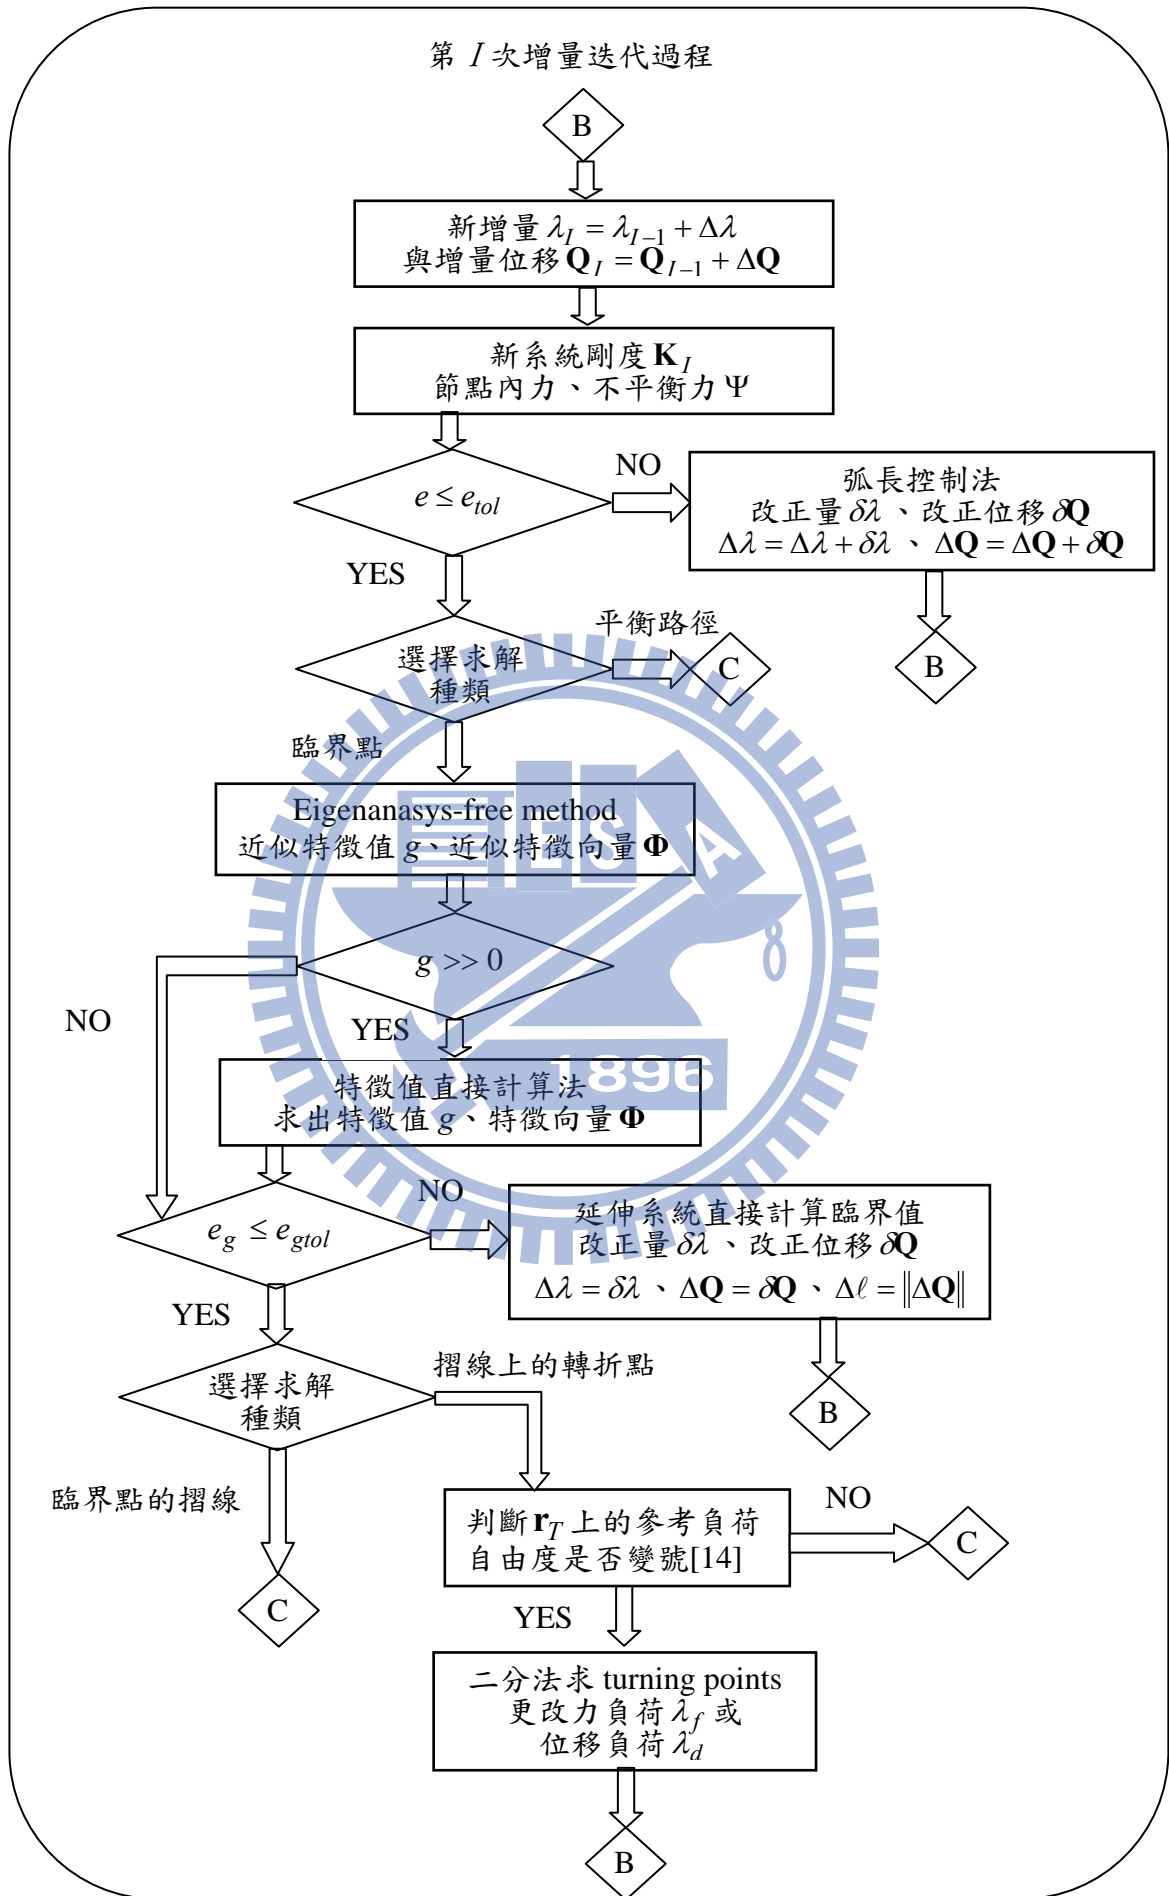 第 I 次增量迭代過程
B
新增量 λ_I = λ_{I−1} + Δλ
與增量位移 Q_I = Q_{I−1} + ΔQ
新系統剛度 K_I
節點內力、不平衡力 Ψ
e ≤ e_{tol}
NO
弧長控制法
改正量 δλ、改正位移 δQ
Δλ = Δλ + δλ 、 ΔQ = ΔQ + δQ
B
YES
選擇求解
種類
平衡路徑
C
臨界點
Eigenanasys-free method
近似特徵值 g、近似特徵向量 Φ
g >> 0
NO
YES
特徵值直接計算法
求出特徵值 g、特徵向量 Φ
1896
E S A
e_g ≤ e_{gtol}
NO
延伸系統直接計算臨界值
改正量 δλ、改正位移 δQ
Δλ = δλ 、 ΔQ = δQ 、 Δℓ = ‖ΔQ‖
B
YES
選擇求解
種類
摺線上的轉折點
臨界點的摺線
C
判斷 r_T 上的參考負荷
自由度是否變號[14]
NO
C
YES
二分法求 turning points
更改力負荷 λ_f 或
位移負荷 λ_d
B